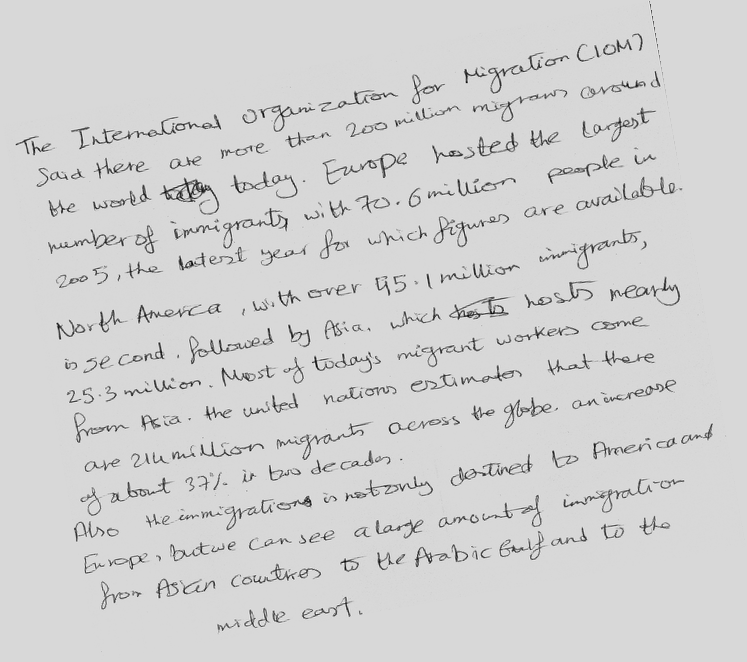 The International Organization for Migration (IOM)
Said there are more than 200 million migrans around
the world today. Europe hosted the largest
number of immigrants, with 70.6 million people in
2005, the latest year for which figures are available.
North America, with over 45.1 million immigrants,
is second, followed by Asia, which hosts nearly
25.3 million. Most of today's migrant workers come
from Asia. the united nations estimates that there
are 214 million migrants across the globe. an increase
of about 37% in two decades.
Also the immigrations is not only destined to America and
Europe, but we can see a large amount of immigration
from Asian countries to the Arabic Gulf and to the
middle east.